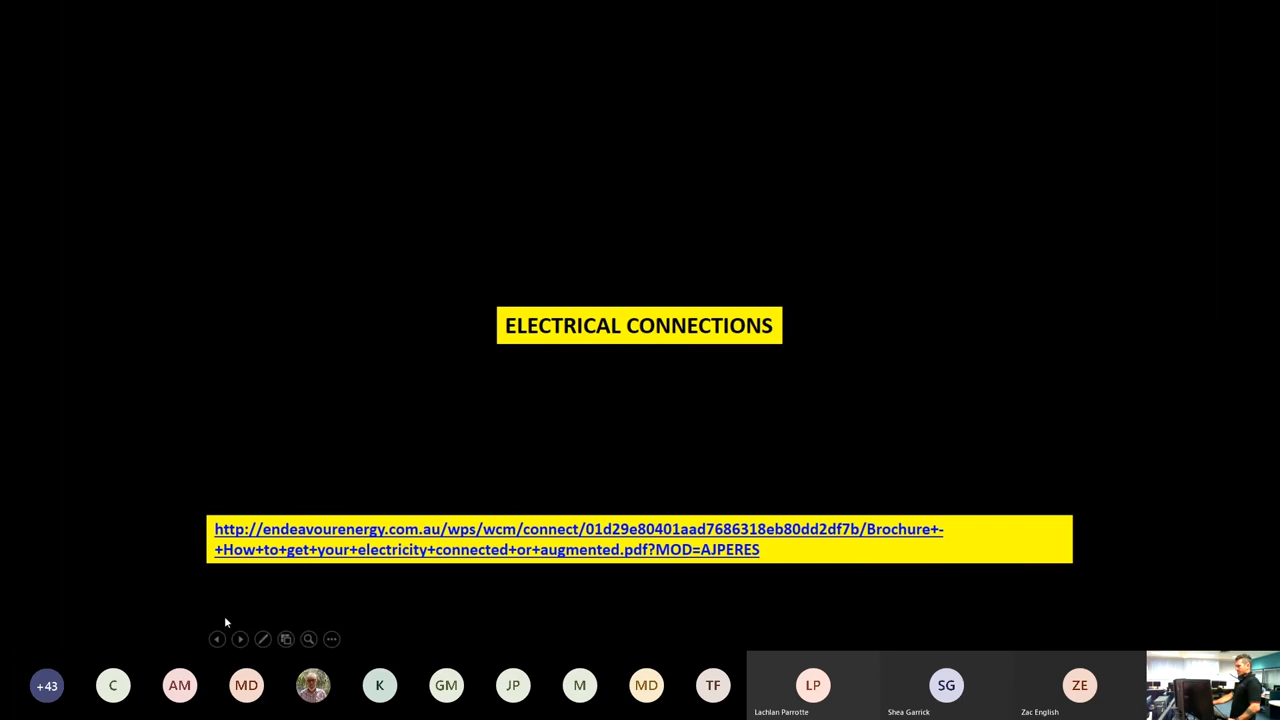 ELECTRICAL CONNECTIONS
http://endeavourenergy.com.au/wps/wcm/connect/01d29e80401aad7686318eb80dd2df7b/Brochure+-
+How+to+get+your+electricity+connected+or+augmented.pdf?MOD=AJPERES
+43 C AM MD K GM JP M MD TF LP SG ZE
Lachlan Parrotte Shea Garrick Zac English